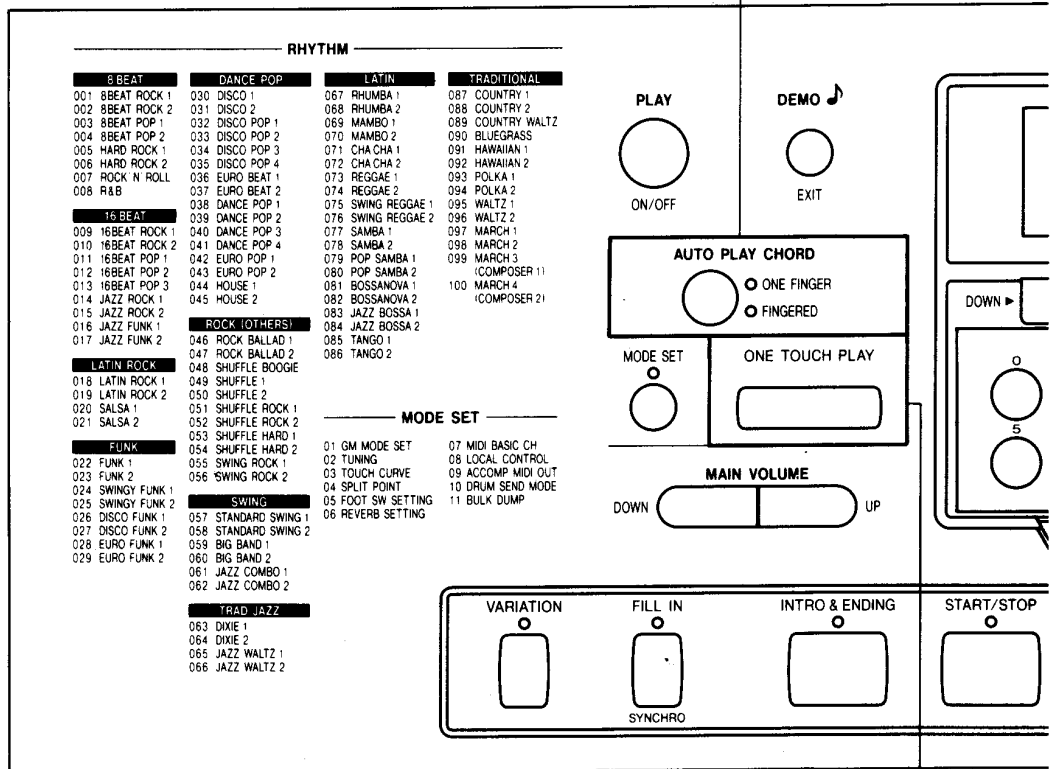 RHYTHM
8 BEAT
001 8BEAT ROCK 1
002 8BEAT ROCK 2
003 8BEAT POP 1
004 8BEAT POP 2
005 HARD ROCK 1
006 HARD ROCK 2
007 ROCK'N'ROLL
008 R&B
16 BEAT
009 16BEAT ROCK 1
010 16BEAT ROCK 2
011 16BEAT POP 1
012 16BEAT POP 2
013 16BEAT POP 3
014 JAZZ ROCK 1
015 JAZZ ROCK 2
016 JAZZ FUNK 1
017 JAZZ FUNK 2
LATIN ROCK
018 LATIN ROCK 1
019 LATIN ROCK 2
020 SALSA 1
021 SALSA 2
FUNK
022 FUNK 1
023 FUNK 2
024 SWINGY FUNK 1
025 SWINGY FUNK 2
026 DISCO FUNK 1
027 DISCO FUNK 2
028 EURO FUNK 1
029 EURO FUNK 2
DANCE POP
030 DISCO 1
031 DISCO 2
032 DISCO POP 1
033 DISCO POP 2
034 DISCO POP 3
035 DISCO POP 4
036 EURO BEAT 1
037 EURO BEAT 2
038 DANCE POP 1
039 DANCE POP 2
040 DANCE POP 3
041 DANCE POP 4
042 EURO POP 1
043 EURO POP 2
044 HOUSE 1
045 HOUSE 2
ROCK (OTHERS)
046 ROCK BALLAD 1
047 ROCK BALLAD 2
048 SHUFFLE BOOGIE
049 SHUFFLE 1
050 SHUFFLE 2
051 SHUFFLE ROCK 1
052 SHUFFLE ROCK 2
053 SHUFFLE HARD 1
054 SHUFFLE HARD 2
055 SWING ROCK 1
056 SWING ROCK 2
SWING
057 STANDARD SWING 1
058 STANDARD SWING 2
059 BIG BAND 1
060 BIG BAND 2
061 JAZZ COMBO 1
062 JAZZ COMBO 2
TRAD JAZZ
063 DIXIE 1
064 DIXIE 2
065 JAZZ WALTZ 1
066 JAZZ WALTZ 2
LATIN
067 RHUMBA 1
068 RHUMBA 2
069 MAMBO 1
070 MAMBO 2
071 CHA CHA 1
072 CHA CHA 2
073 REGGAE 1
074 REGGAE 2
075 SWING REGGAE 1
076 SWING REGGAE 2
077 SAMBA 1
078 SAMBA 2
079 POP SAMBA 1
080 POP SAMBA 2
081 BOSSANOVA 1
082 BOSSANOVA 2
083 JAZZ BOSSA 1
084 JAZZ BOSSA 2
085 TANGO 1
086 TANGO 2
TRADITIONAL
087 COUNTRY 1
088 COUNTRY 2
089 COUNTRY WALTZ
090 BLUEGRASS
091 HAWAIIAN 1
092 HAWAIIAN 2
093 POLKA 1
094 POLKA 2
095 WALTZ 1
096 WALTZ 2
097 MARCH 1
098 MARCH 2
099 MARCH 3
(COMPOSER 1)
100 MARCH 4
(COMPOSER 2)
MODE SET
01 GM MODE SET
02 TUNING
03 TOUCH CURVE
04 SPLIT POINT
05 FOOT SW SETTING
06 REVERB SETTING
07 MIDI BASIC CH
08 LOCAL CONTROL
09 ACCOMP MIDI OUT
10 DRUM SEND MODE
11 BULK DUMP
PLAY
ON/OFF
DEMO
EXIT
AUTO PLAY CHORD
ONE FINGER
FINGERED
MODE SET
ONE TOUCH PLAY
MAIN VOLUME
DOWN
UP
DOWN ►
0
5
VARIATION
FILL IN
SYNCHRO
INTRO & ENDING
START/STOP